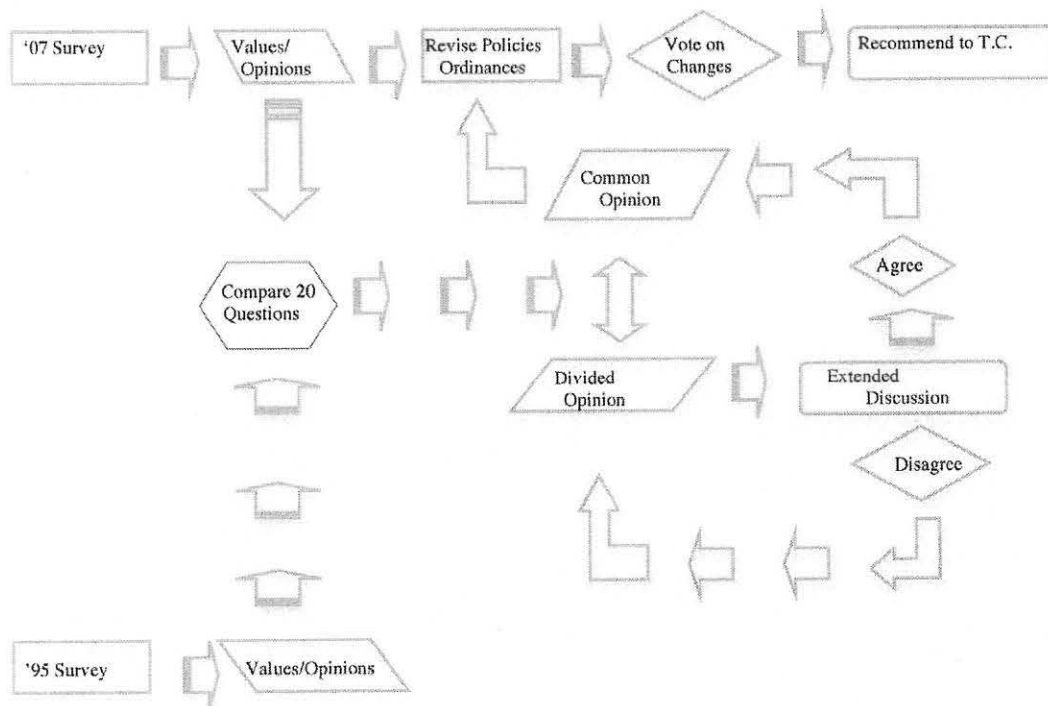 ‘07 Survey
Values/
Opinions
Revise Policies
Ordinances
Vote on
Changes
Recommend to T.C.
Common
Opinion
Agree
Compare 20
Questions
Divided
Opinion
Extended
Discussion
Disagree
’95 Survey
Values/Opinions